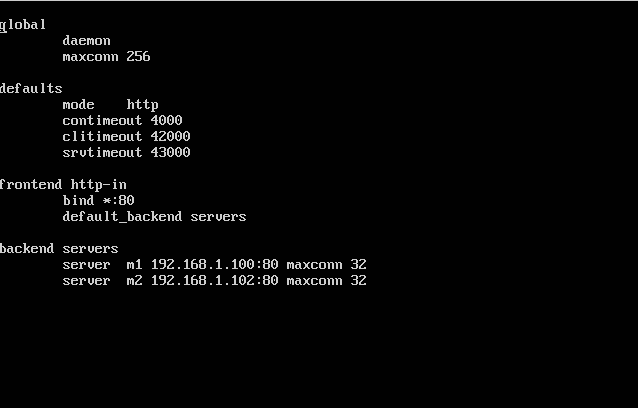 global
        daemon
        maxconn 256

defaults
        mode    http
        contimeout 4000
        clitimeout 42000
        srvtimeout 43000

frontend http-in
        bind *:80
        default_backend servers

backend servers
        server  m1 192.168.1.100:80 maxconn 32
        server  m2 192.168.1.102:80 maxconn 32